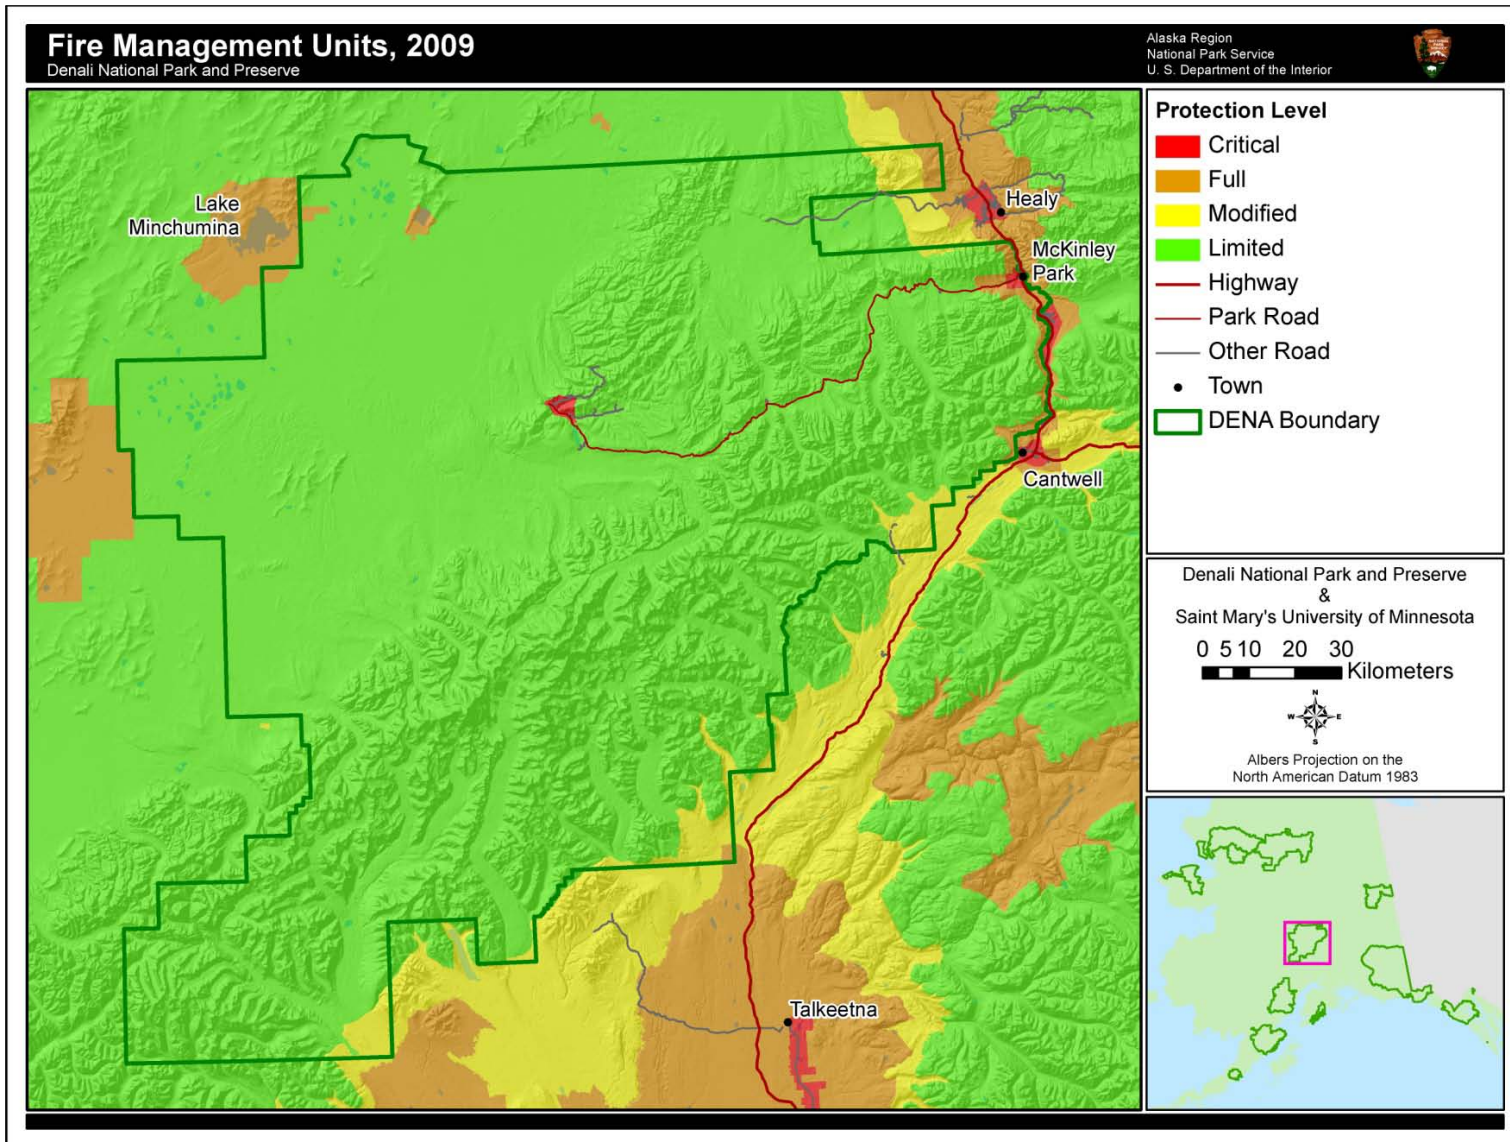 Fire Management Units, 2009
Denali National Park and Preserve
Alaska Region
National Park Service
U. S. Department of the Interior
Lake
Minchumina
Healy
McKinley
Park
Cantwell
Talkeetna
Protection Level
Critical
Full
Modified
Limited
Highway
Park Road
Other Road
Town
DENA Boundary
Denali National Park and Preserve
&
Saint Mary's University of Minnesota
0 5 10 20 30
Kilometers
N
W E
S
Albers Projection on the
North American Datum 1983